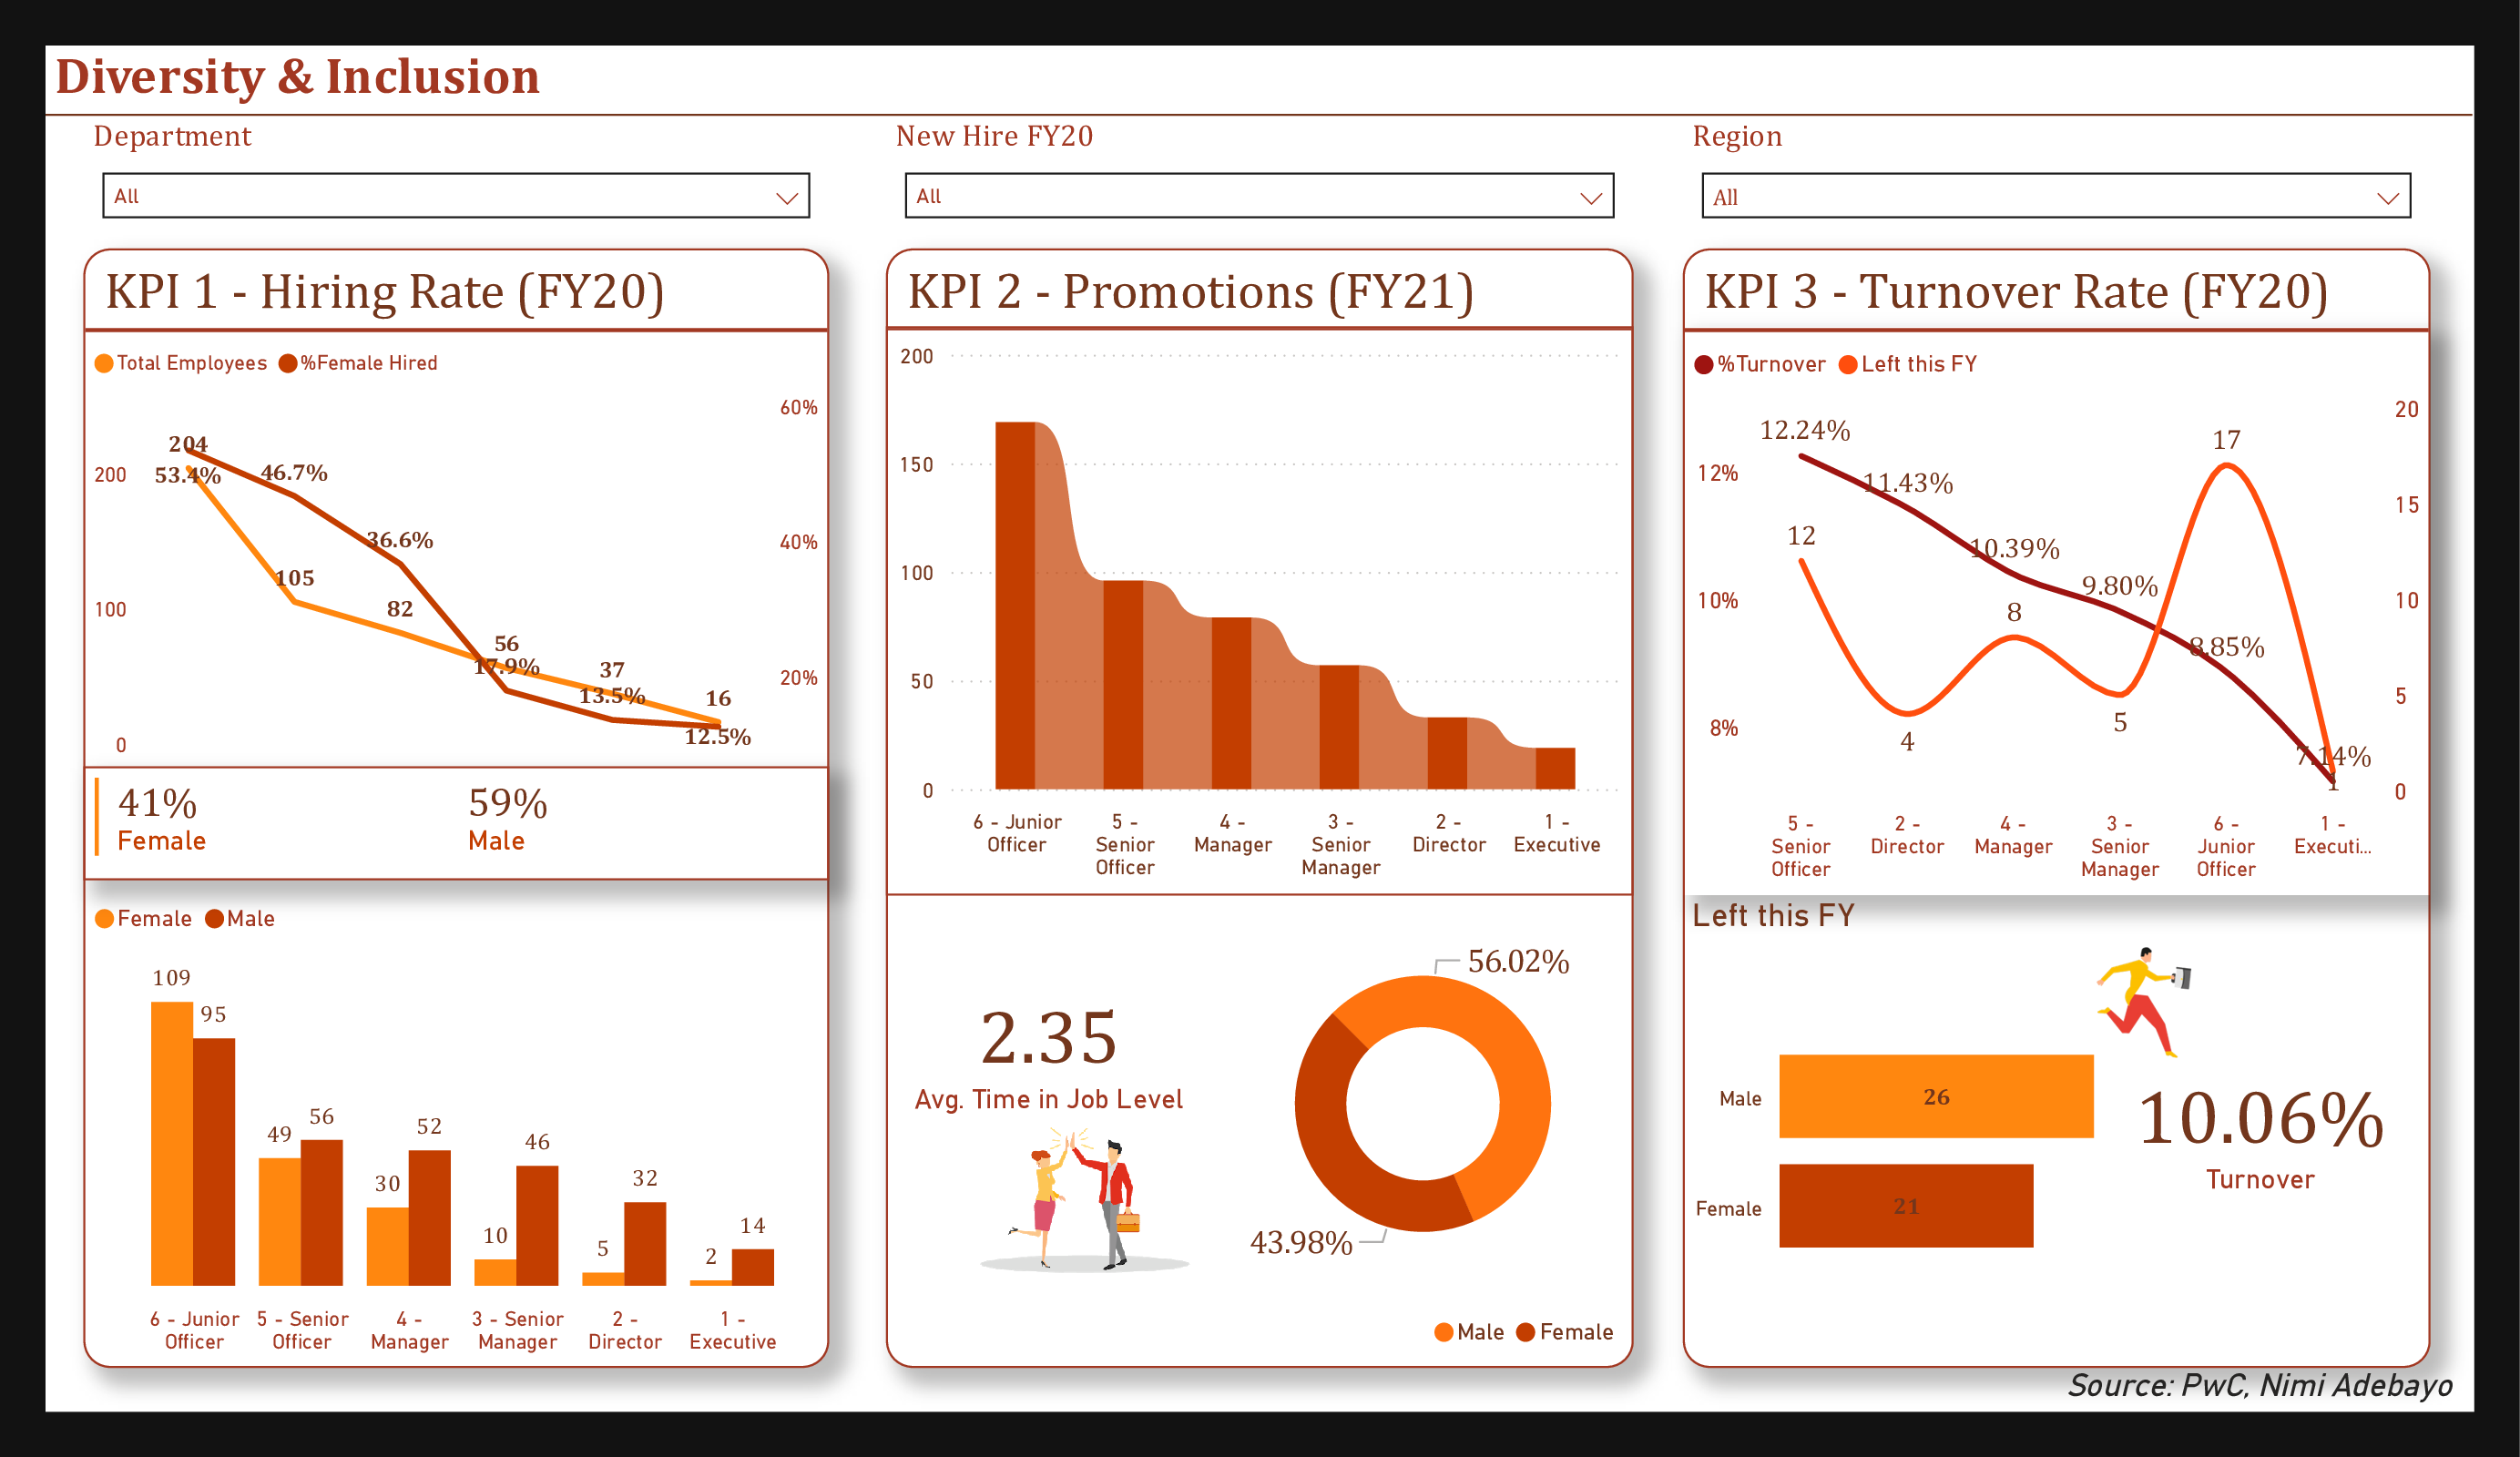 Diversity & Inclusion
Department
New Hire FY20
Region
All
All
All
KPI 1 - Hiring Rate (FY20)
Total Employees
%Female Hired
60%
40%
20%
200
100
0
204
53.4%
46.7%
105
36.6%
82
56
17.9%
37
13.5%
16
12.5%
41%
Female
59%
Male
Female
Male
109
95
49
56
30
52
10
46
5
32
2
14
6 - Junior
Officer
5 - Senior
Officer
4 -
Manager
3 - Senior
Manager
2 -
Director
1 -
Executive
KPI 2 - Promotions (FY21)
200
150
100
50
0
6 - Junior
Officer
5 -
Senior
Officer
4 -
Manager
3 -
Senior
Manager
2 -
Director
1 -
Executive
2.35
Avg. Time in Job Level
56.02%
43.98%
Male
Female
KPI 3 - Turnover Rate (FY20)
%Turnover
Left this FY
12%
10%
8%
20
15
10
5
0
12.24%
11.43%
10.39%
9.80%
8.85%
7.14%
12
4
8
5
17
1
5 -
Senior
Officer
2 -
Director
4 -
Manager
3 -
Senior
Manager
6 -
Junior
Officer
1 -
Executi...
Left this FY
Male
26
Female
21
10.06%
Turnover
Source: PwC, Nimi Adebayo